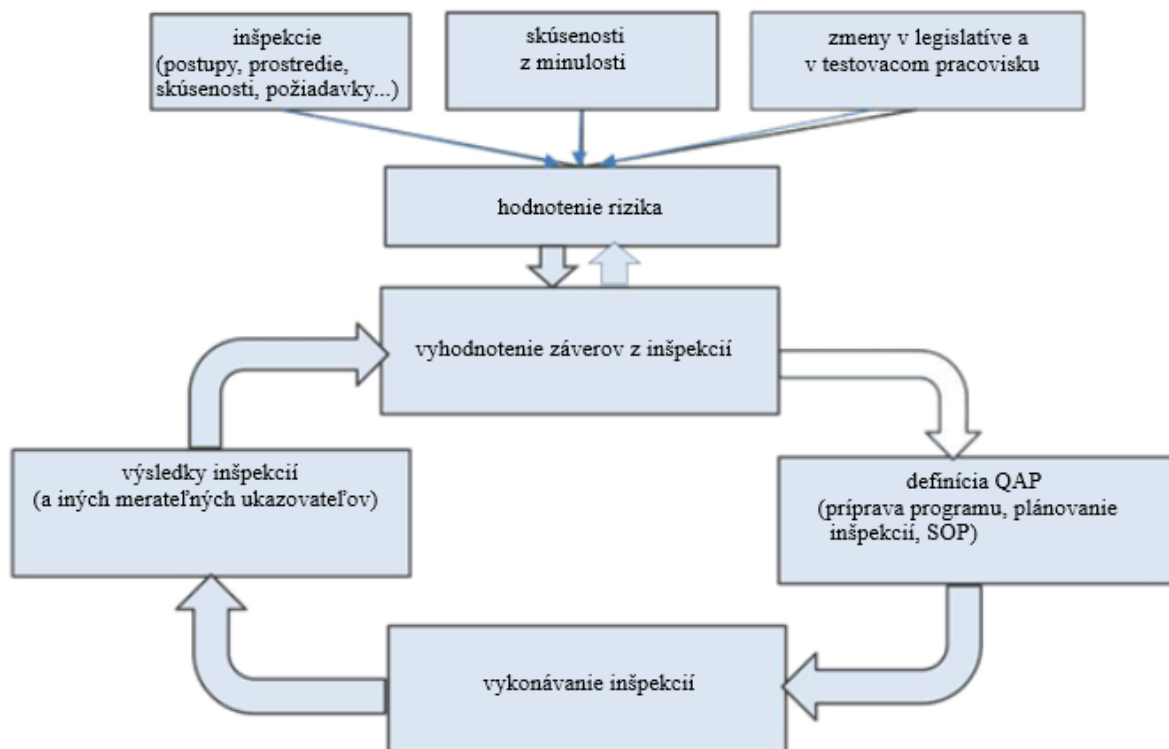 inšpekcie
(postupy, prostredie,
skúsenosti, požiadavky...)
skúsenosti
z minulosti
zmeny v legislatíve a
v testovacom pracovisku
hodnotenie rizika
vyhodnotenie záverov z inšpekcií
výsledky inšpekcií
(a iných merateľných ukazovateľov)
definícia QAP
(príprava programu, plánovanie
inšpekcií, SOP)
vykonávanie inšpekcií